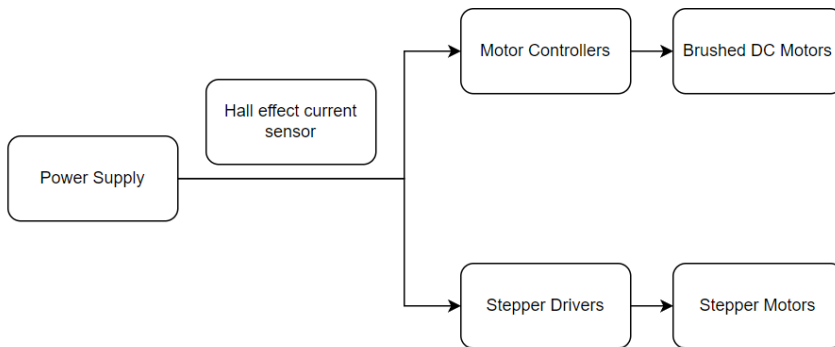 Motor Controllers
Brushed DC Motors
Hall effect current
sensor
Power Supply
Stepper Drivers
Stepper Motors